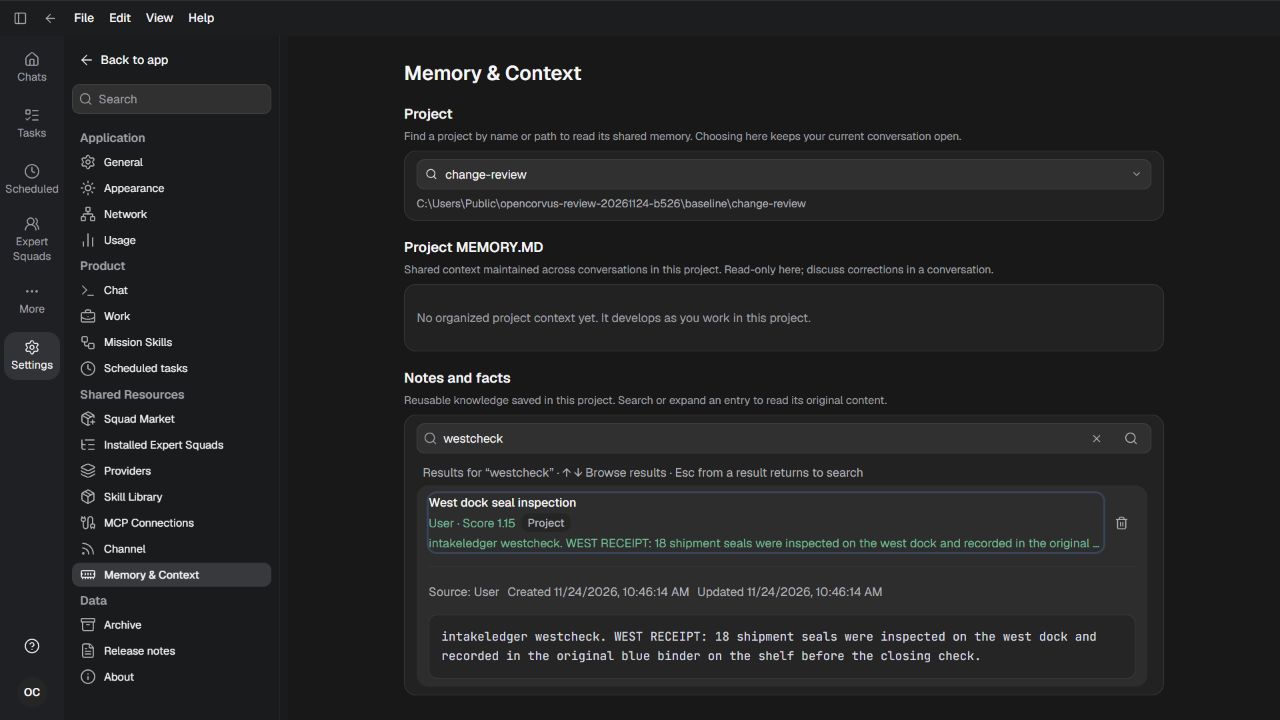 File Edit View Help
Chats
Tasks
Scheduled
Expert
Squads
More
Settings
OC
Back to app
Search
Application
General
Appearance
Network
Usage
Product
Chat
Work
Mission Skills
Scheduled tasks
Shared Resources
Squad Market
Installed Expert Squads
Providers
Skill Library
MCP Connections
Channel
Memory & Context
Data
Archive
Release notes
About
Memory & Context
Project
Find a project by name or path to read its shared memory. Choosing here keeps your current conversation open.
change-review
C:\Users\Public\opencorvus-review-20261124-b526\baseline\change-review
Project MEMORY.MD
Shared context maintained across conversations in this project. Read-only here; discuss corrections in a conversation.
No organized project context yet. It develops as you work in this project.
Notes and facts
Reusable knowledge saved in this project. Search or expand an entry to read its original content.
westcheck
Results for “westcheck” · ↑↓ Browse results · Esc from a result returns to search
West dock seal inspection
User · Score 1.15 Project
intakeledger westcheck. WEST RECEIPT: 18 shipment seals were inspected on the west dock and recorded in the original ...
Source: User Created 11/24/2026, 10:46:14 AM Updated 11/24/2026, 10:46:14 AM
intakeledger westcheck. WEST RECEIPT: 18 shipment seals were inspected on the west dock and
recorded in the original blue binder on the shelf before the closing check.